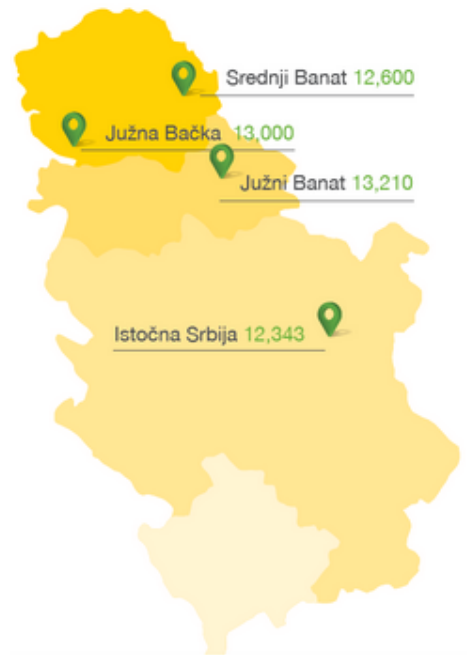 Srednji Banat 12,600
Južna Bačka 13,000
Južni Banat 13,210
Istočna Srbija 12,343